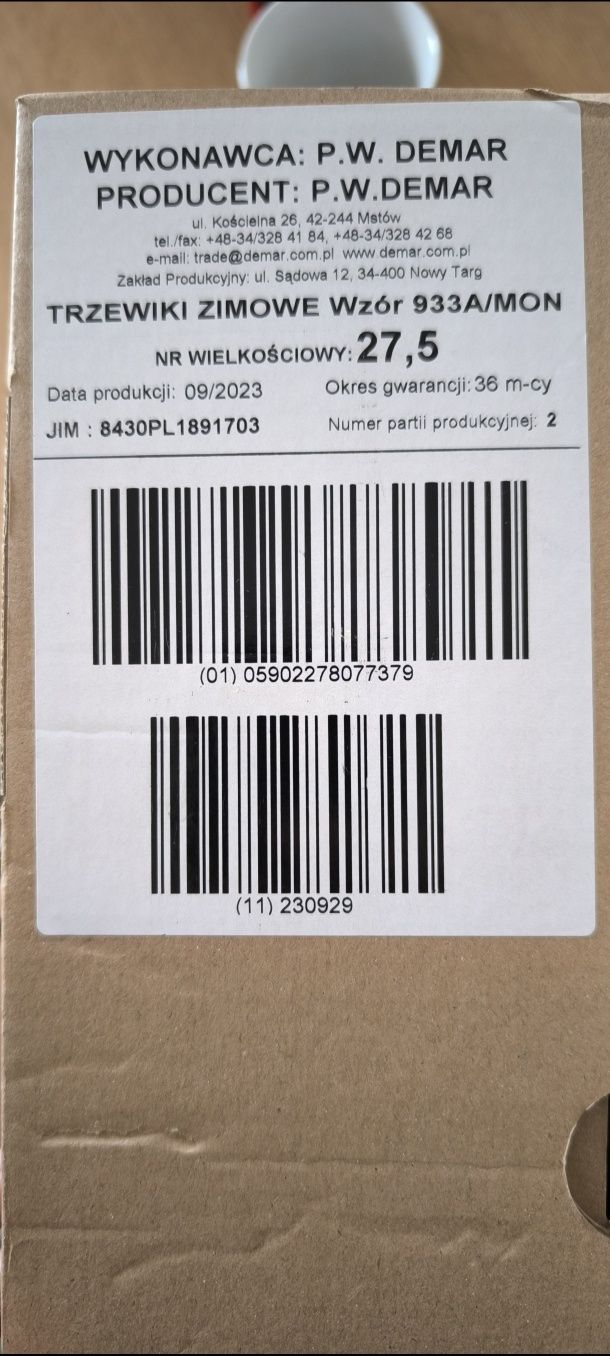 WYKONAWCA: P.W. DEMAR
PRODUCENT: P.W.DEMAR
ul. Kościelna 26, 42-244 Mstów
tel./fax: +48-34/328 41 84, +48-34/328 42 68
e-mail: trade@demar.com.pl www.demar.com.pl
Zakład Produkcyjny: ul. Sądowa 12, 34-400 Nowy Targ
TRZEWIKI ZIMOWE Wzór 933A/MON
NR WIELKOŚCIOWY: 27,5
Data produkcji: 09/2023 Okres gwarancji: 36 m-cy
JIM : 8430PL1891703 Numer partii produkcyjnej: 2
(01) 05902278077379
(11) 230929